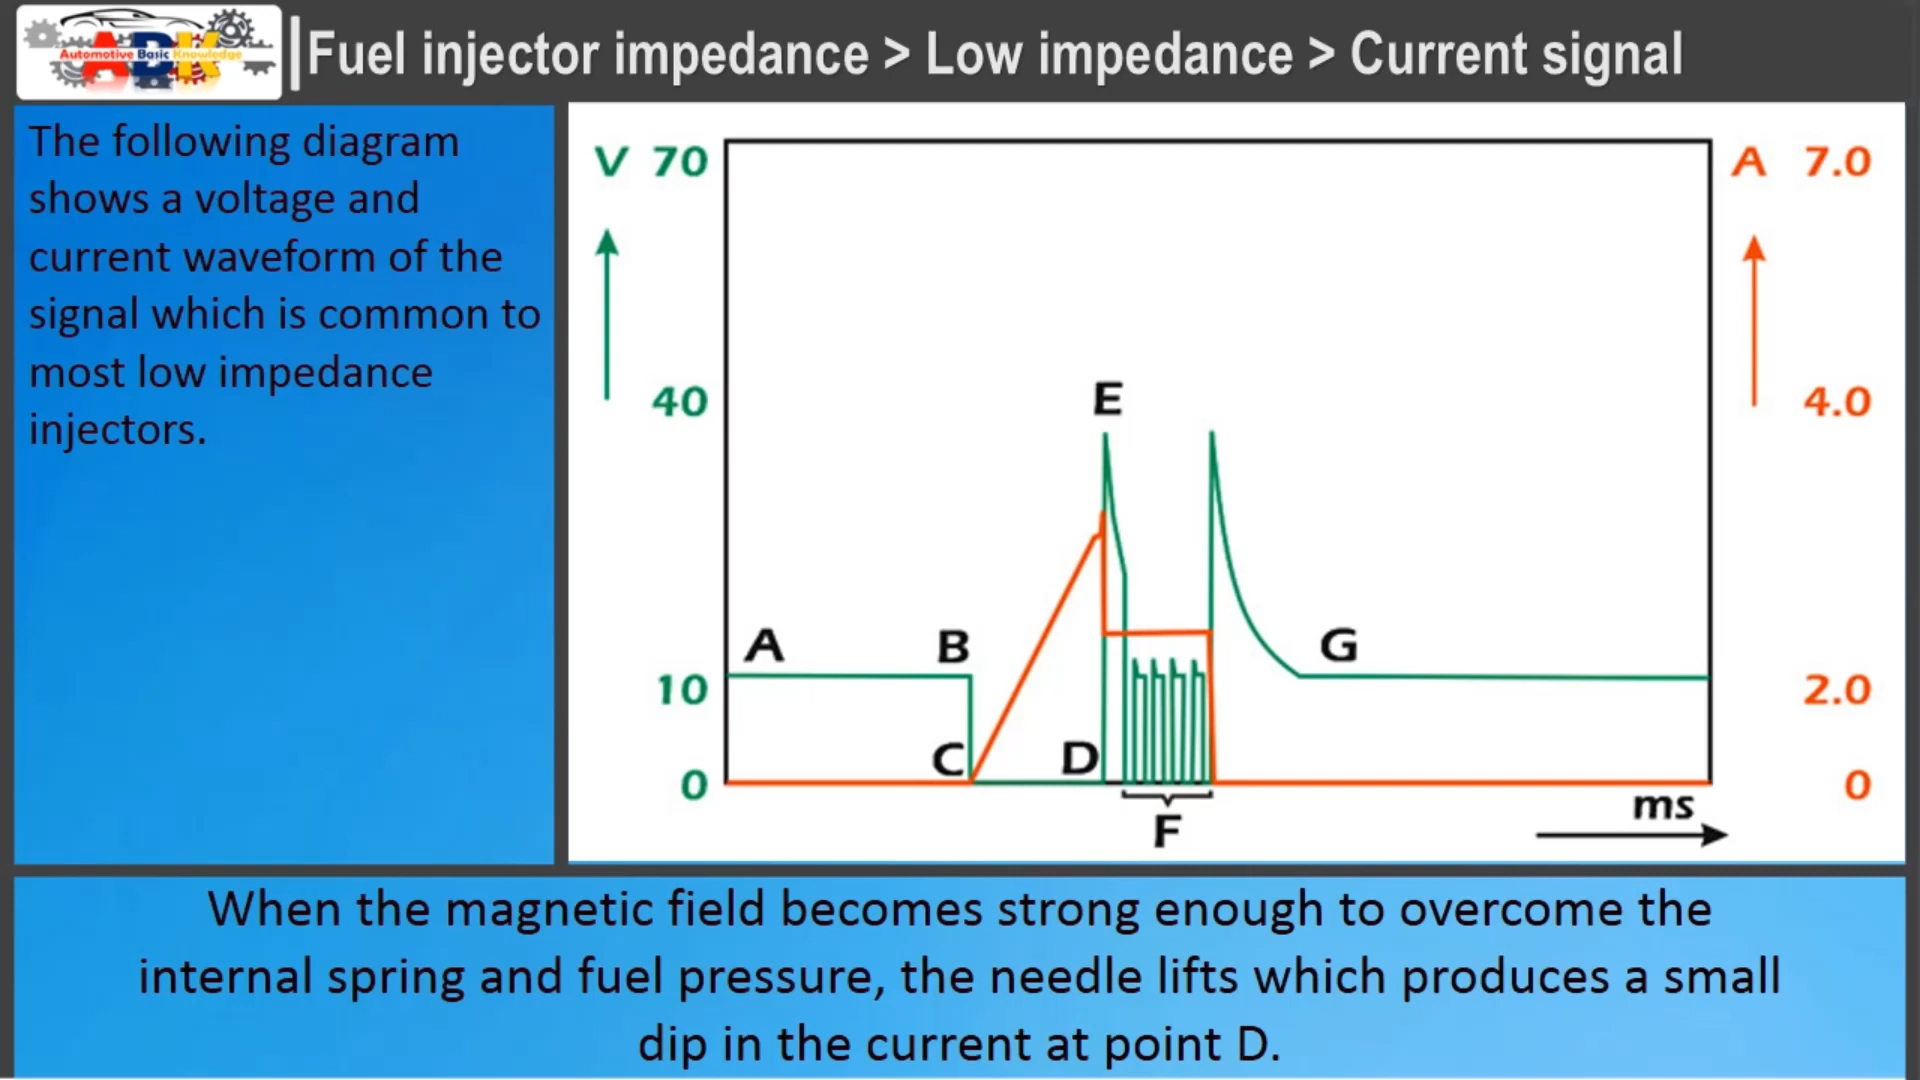 Automotive Basic Knowledge
ABK
Fuel injector impedance > Low impedance > Current signal
The following diagram
shows a voltage and
current waveform of the
signal which is common to
most low impedance
injectors.
V 70
A 7.0
E
40
4.0
A
B
G
10
2.0
C
D
0
0
ms
F
When the magnetic field becomes strong enough to overcome the
internal spring and fuel pressure, the needle lifts which produces a small
dip in the current at point D.